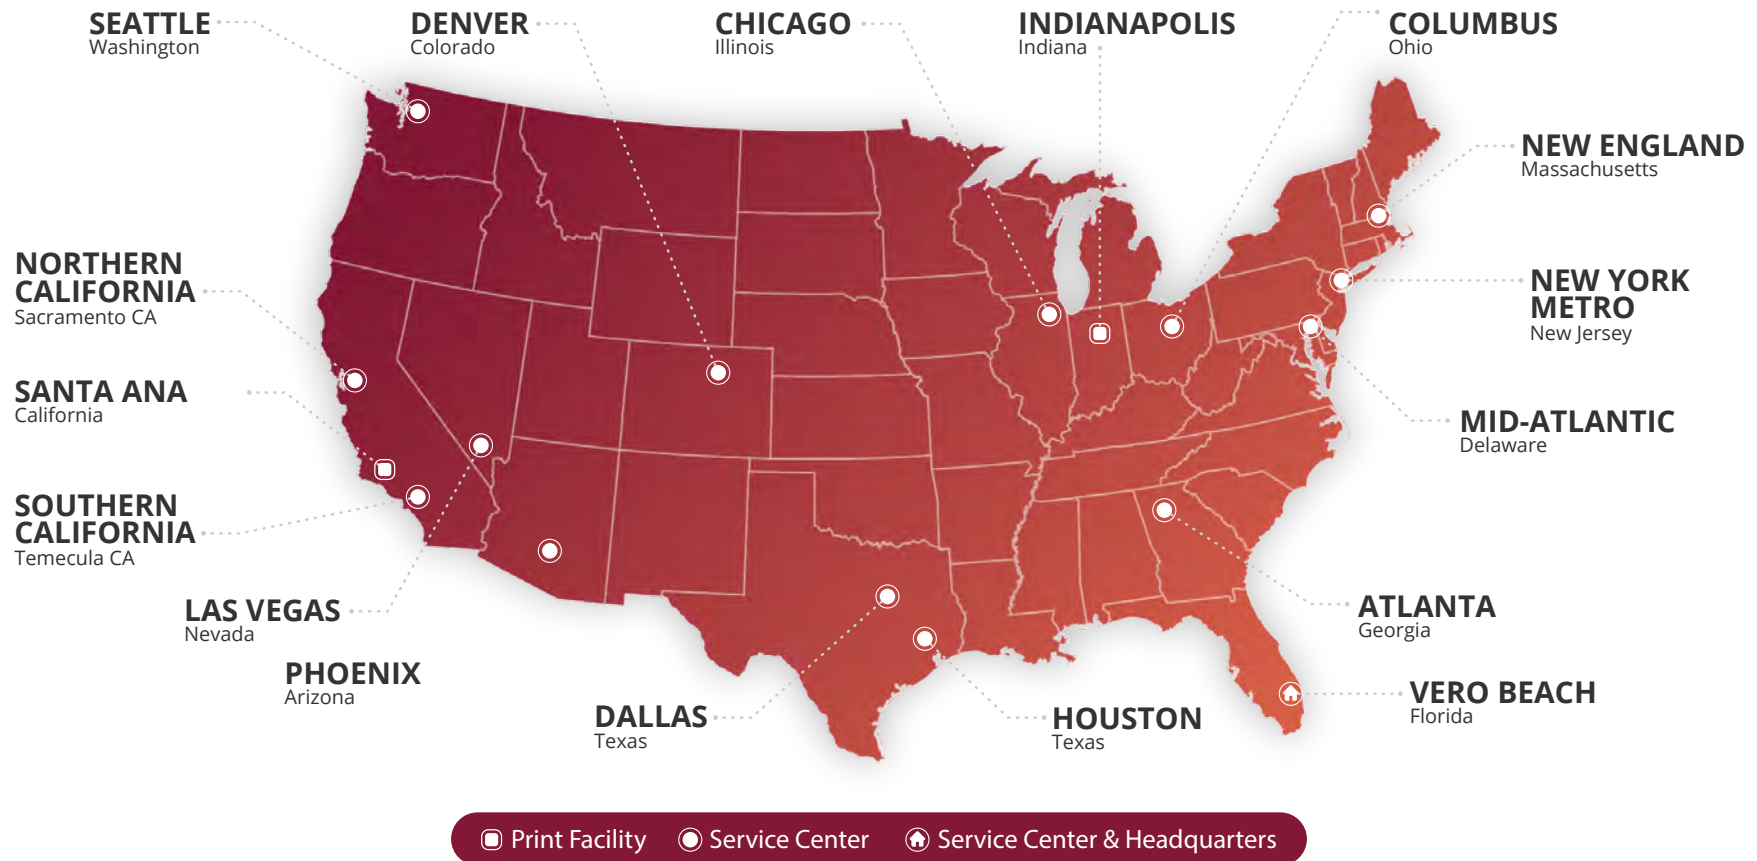 SEATTLE
Washington
DENVER
Colorado
CHICAGO
Illinois
INDIANAPOLIS
Indiana
COLUMBUS
Ohio
NEW ENGLAND
Massachusetts
NORTHERN
CALIFORNIA
Sacramento CA
NEW YORK
METRO
New Jersey
SANTA ANA
California
MID-ATLANTIC
Delaware
SOUTHERN
CALIFORNIA
Temecula CA
LAS VEGAS
Nevada
ATLANTA
Georgia
PHOENIX
Arizona
VERO BEACH
Florida
DALLAS
Texas
HOUSTON
Texas
Print Facility
Service Center
Service Center & Headquarters